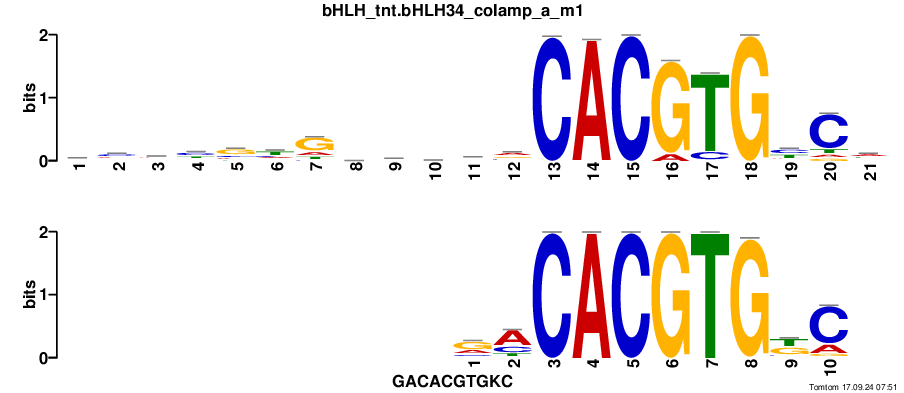 bHLH_tnt.bHLH34_colamp_a_m1
2
1
0
bits
CACGTG
C
G
1 2 3 4 5 6 7 8 9 10 11 12 13 14 15 16 17 18 19 20 21
2
1
0
bits
GACACGTGTC
A
1 2 3 4 5 6 7 8 9 10
GACACGTGKC
Tomtom 17.09.24 07:51